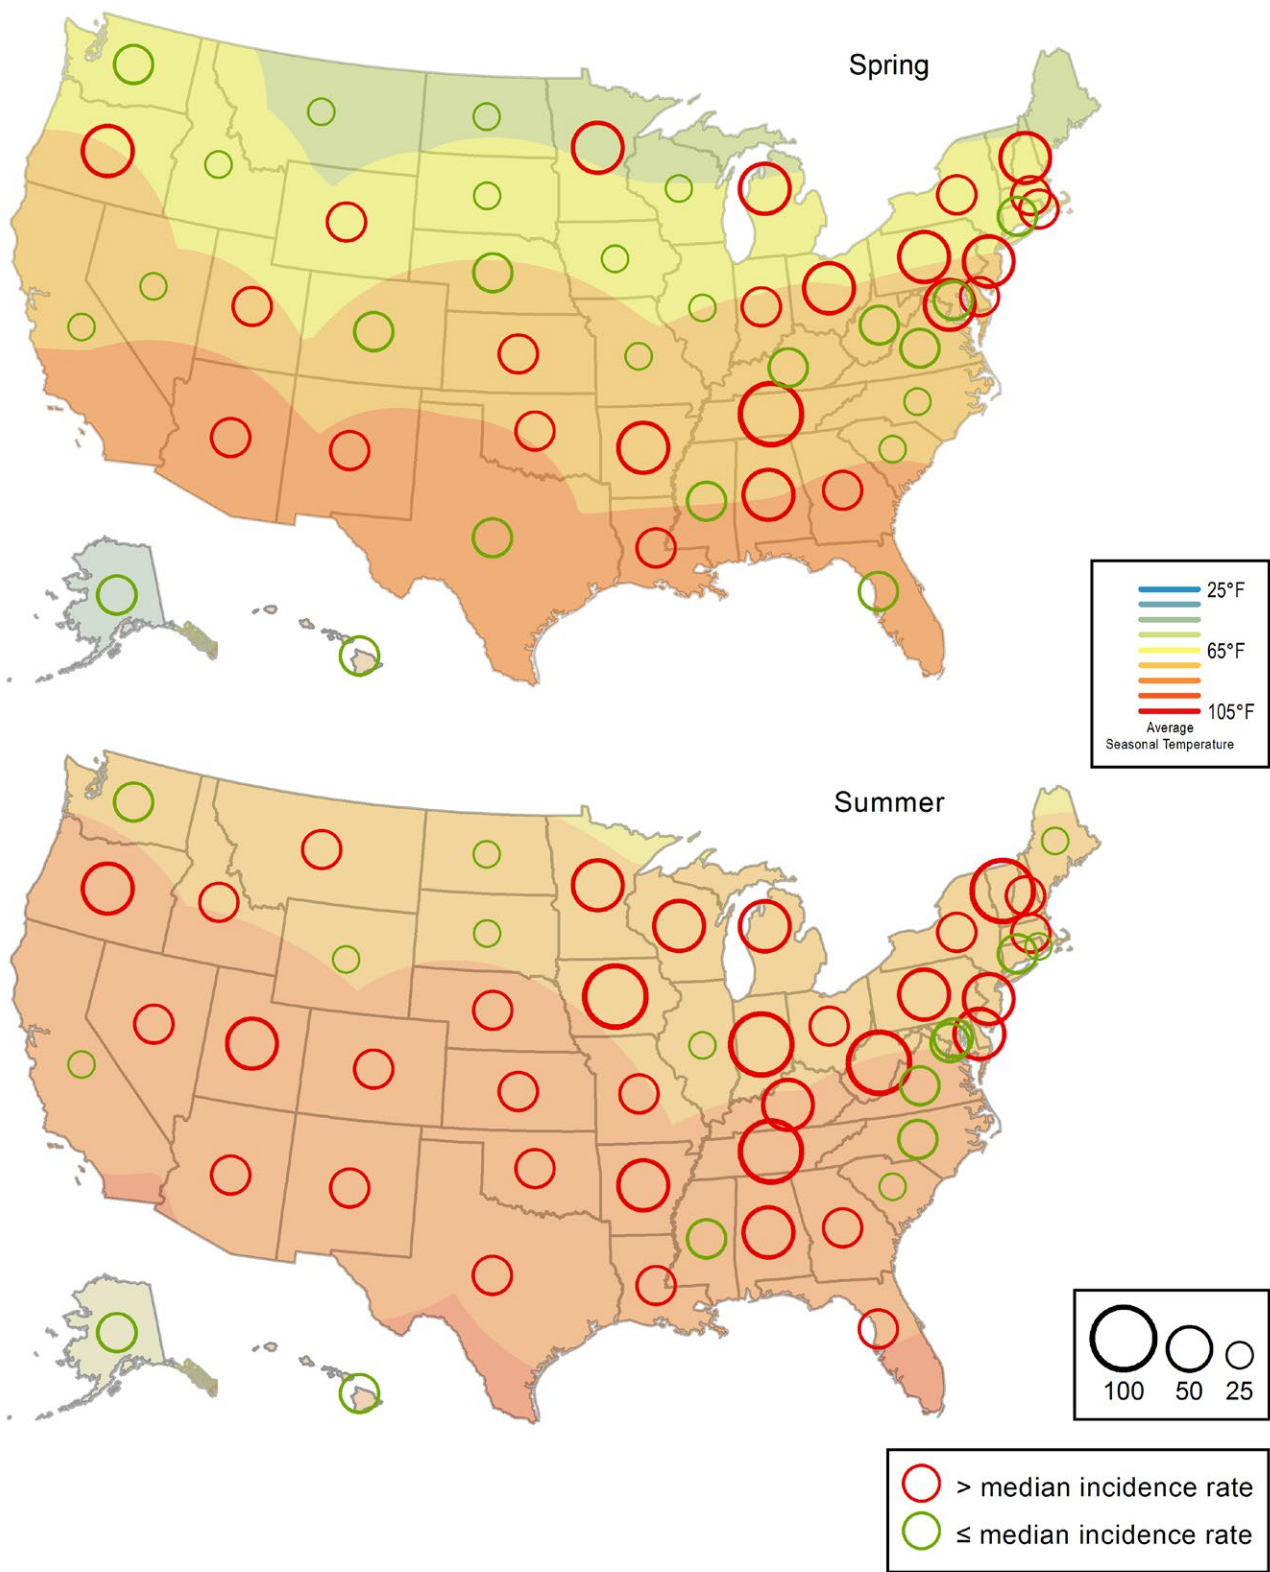 Spring
25°F
65°F
105°F
Average
Seasonal Temperature
Summer
100 50 25
> median incidence rate
≤ median incidence rate